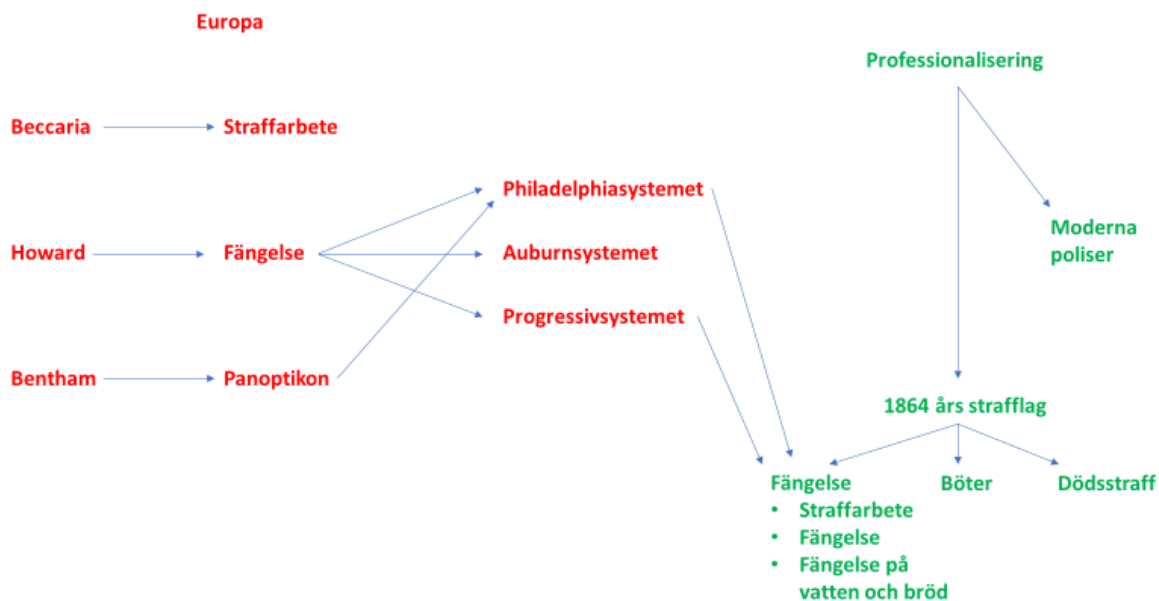 Europa
Professionalisering
Beccaria
Straffarbete
Philadelphiasystemet
Howard
Fängelse
Auburnsystemet
Moderna
poliser
Progressivsystemet
Bentham
Panoptikon
1864 års strafflag
Fängelse
• Straffarbete
• Fängelse
• Fängelse på
vatten och bröd
Böter
Dödsstraff